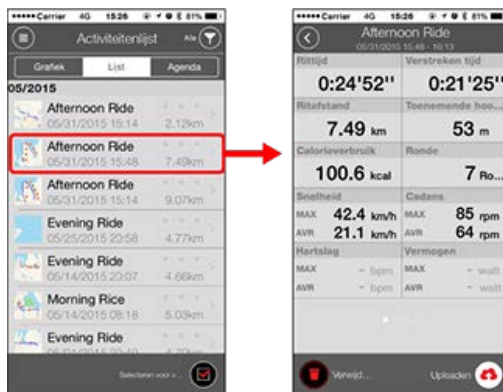 Carrier 4G 15:26 81%
Activiteitenlijst Alle
Grafiek List Agenda
05/2015
Afternoon Ride
05/31/2015 15:14 2.12km
Afternoon Ride
05/31/2015 15:48 7.49km
Afternoon Ride
05/31/2015 15:14 9.07km
Evening Ride
05/25/2015 20:58 4.77km
Evening Ride
05/14/2015 23:07 4.66km
Morning Rice
05/14/2015 08:18 5.03km
Evening Ride
Selecteren voor v...
Carrier 4G 15:26 81%
Afternoon Ride
05/31/2015 15:48 - 16:13
Rittijd Verstreken tijd
0:24'52'' 0:21'25''
Ritafstand Toenemende hoo...
7.49 km 53 m
Calorieverbruik Ronde
100.6 kcal 7 Ro...
Snelheid Cadans
MAX 42.4 km/h MAX 85 rpm
AVR 21.1 km/h AVR 64 rpm
Hartslag Vermogen
MAX - bpm MAX - watt
AVR - bpm AVR - watt
Verwijd... Uploaden